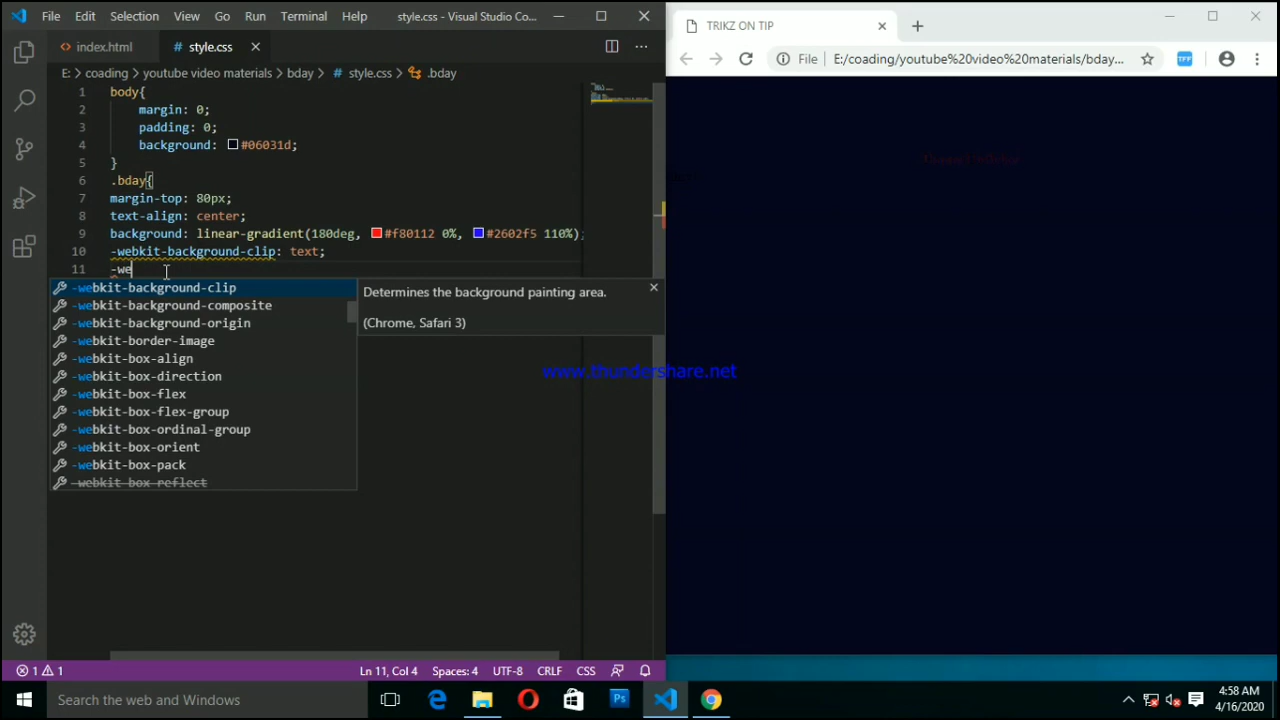 File Edit Selection View Go Run Terminal Help style.css - Visual Studio Co...
index.html style.css
E: > coading > youtube video materials > bday > # style.css > .bday
1 body{
2 margin: 0;
3 padding: 0;
4 background: #06031d;
5 }
6 .bday{
7 margin-top: 80px;
8 text-align: center;
9 background: linear-gradient(180deg, #f80112 0%, #2602f5 110%);
10 -webkit-background-clip: text;
11 -we
-webkit-background-clip
-webkit-background-composite
-webkit-background-origin
-webkit-border-image
-webkit-box-align
-webkit-box-direction
-webkit-box-flex
-webkit-box-flex-group
-webkit-box-ordinal-group
-webkit-box-orient
-webkit-box-pack
-webkit-box-reflect
Determines the background painting area.
(Chrome, Safari 3)
1 1 Ln 11, Col 4 Spaces: 4 UTF-8 CRLF CSS
TRIKZ ON TIP
File E:/coading/youtube%20video%20materials/bday...
TFF
www.thundershare.net
Search the web and Windows
Ps
4:58 AM
4/16/2020